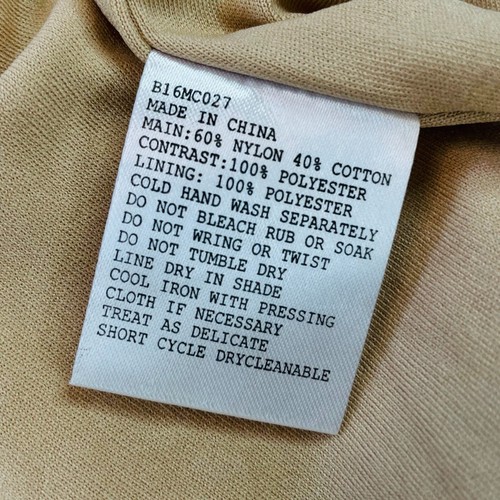 B16MC027
MADE IN CHINA
MAIN:60% NYLON 40% COTTON
CONTRAST:100% POLYESTER
LINING: 100% POLYESTER
COLD HAND WASH SEPARATELY
DO NOT BLEACH RUB OR SOAK
DO NOT WRING OR TWIST
DO NOT TUMBLE DRY
LINE DRY IN SHADE
COOL IRON WITH PRESSING
CLOTH IF NECESSARY
TREAT AS DELICATE
SHORT CYCLE DRYCLEANABLE